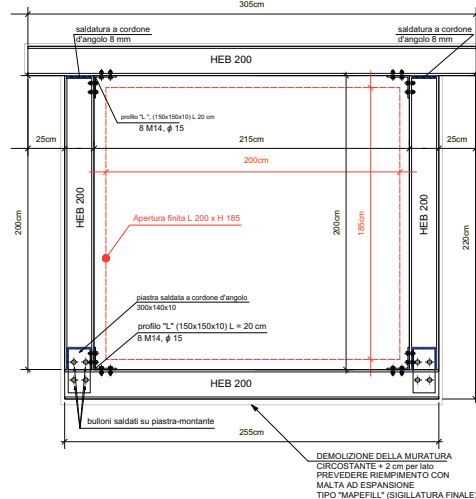 305cm
saldatura a cordone
d'angolo 8 mm
saldatura a cordone
d'angolo 8 mm
HEB 200
profilo "L", (150x150x10) L 20 cm
8 M14, ϕ 15
25cm
215cm
25cm
200cm
HEB 200
200cm
HEB 200
200cm
185cm
220cm
Apertura finita L 200 x H 185
piastra saldata a cordone d'angolo
300x140x10
profilo "L" (150x150x10) L = 20 cm
8 M14, ϕ 15
HEB 200
bulloni saldati su piastra-montante
255cm
DEMOLIZIONE DELLA MURATURA
CIRCOSTANTE + 2 cm per lato
PREVEDERE RIEMPIMENTO CON
MALTA AD ESPANSIONE
TIPO "MAPEFILL" (SIGILLATURA FINALE)